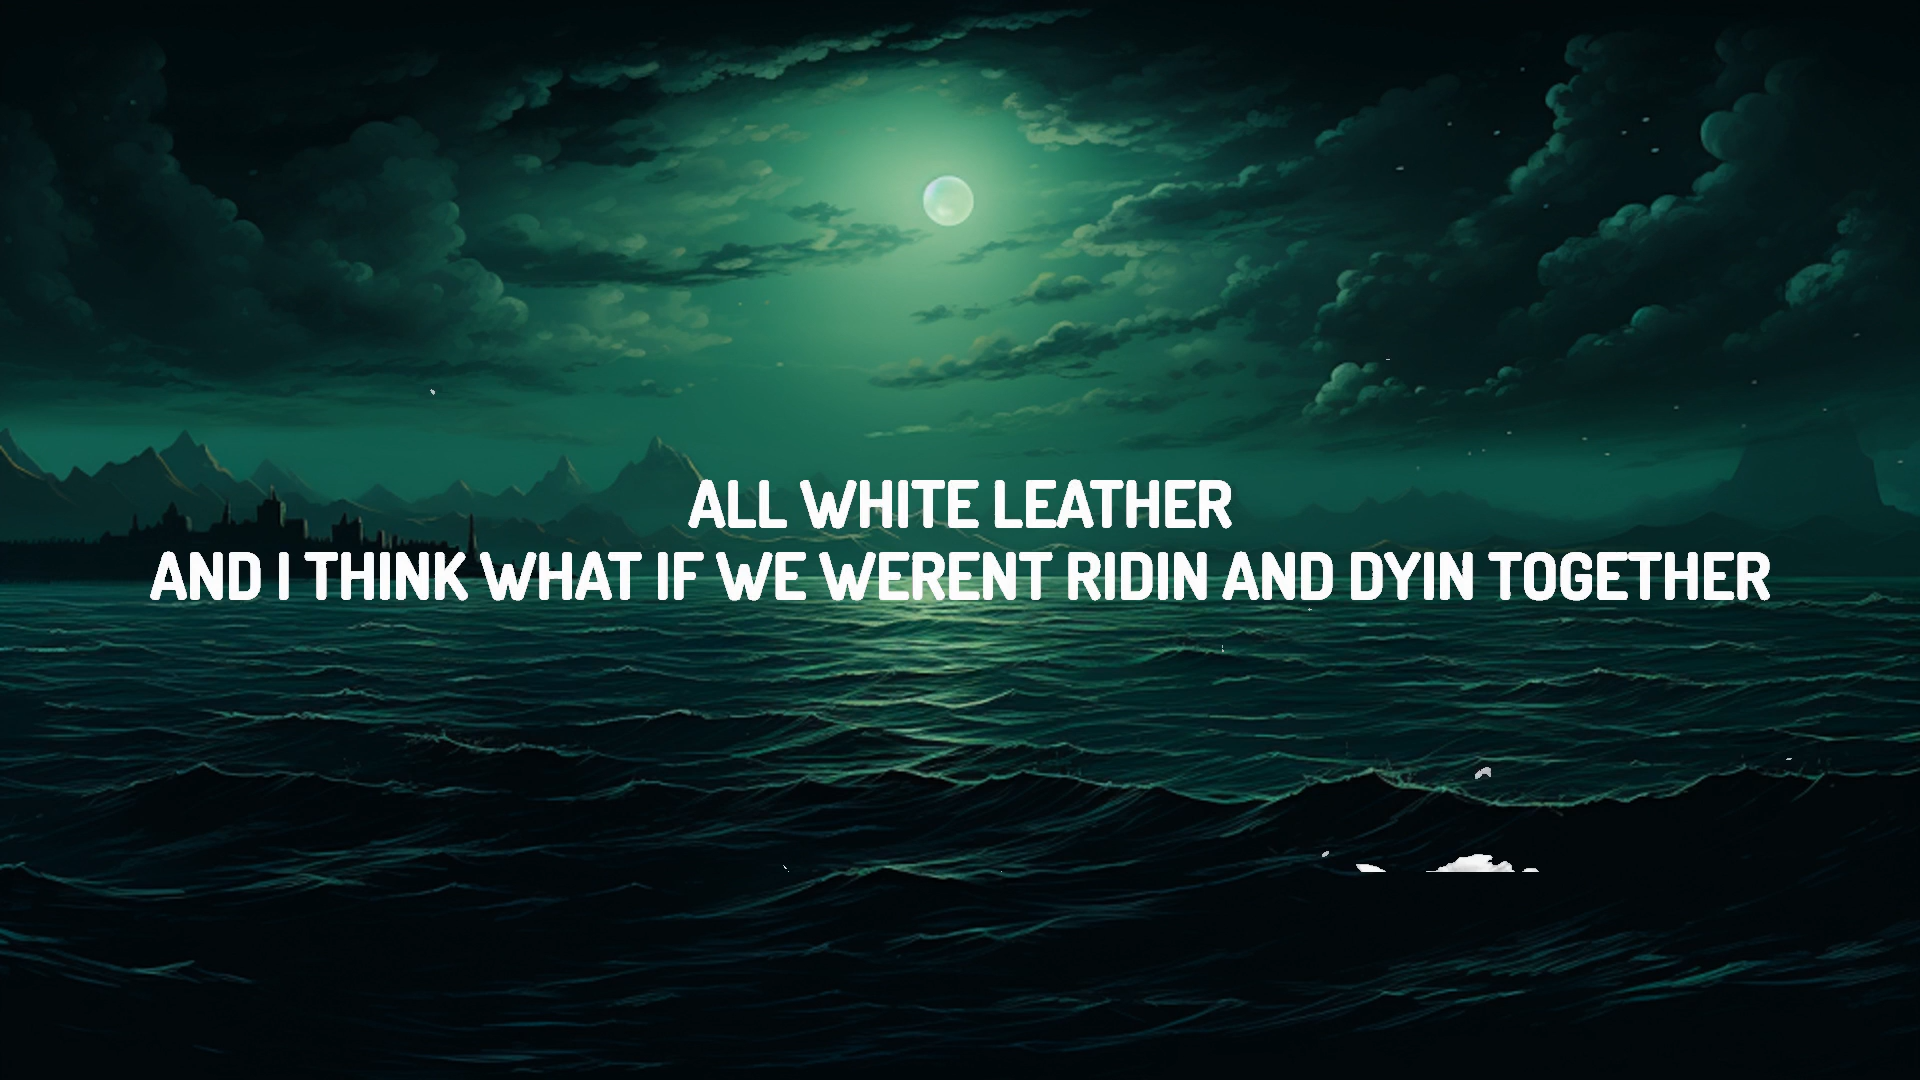 ALL WHITE LEATHER
AND I THINK WHAT IF WE WERENT RIDIN AND DYIN TOGETHER